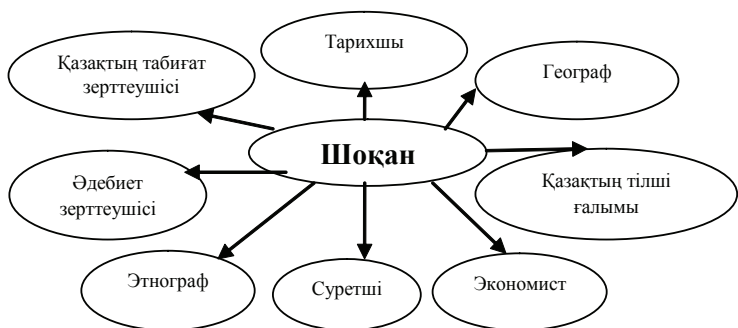 Тарихшы
Қазақтың табиғат
зерттеушісі
Географ
Шоқан
Әдебиет
зерттеушісі
Қазақтың тілші
ғалымы
Этнограф
Суретші
Экономист